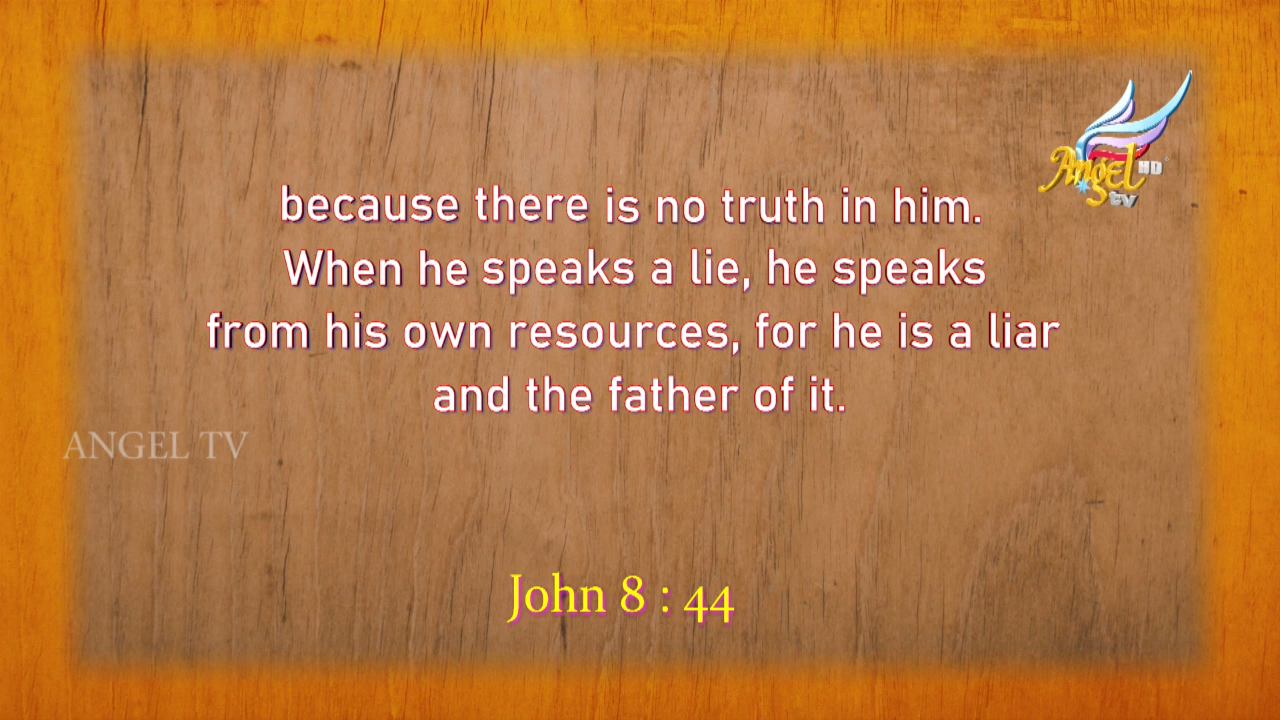 Angel HD
tv
because there is no truth in him.
When he speaks a lie, he speaks
from his own resources, for he is a liar
and the father of it.
ANGEL TV
John 8 : 44